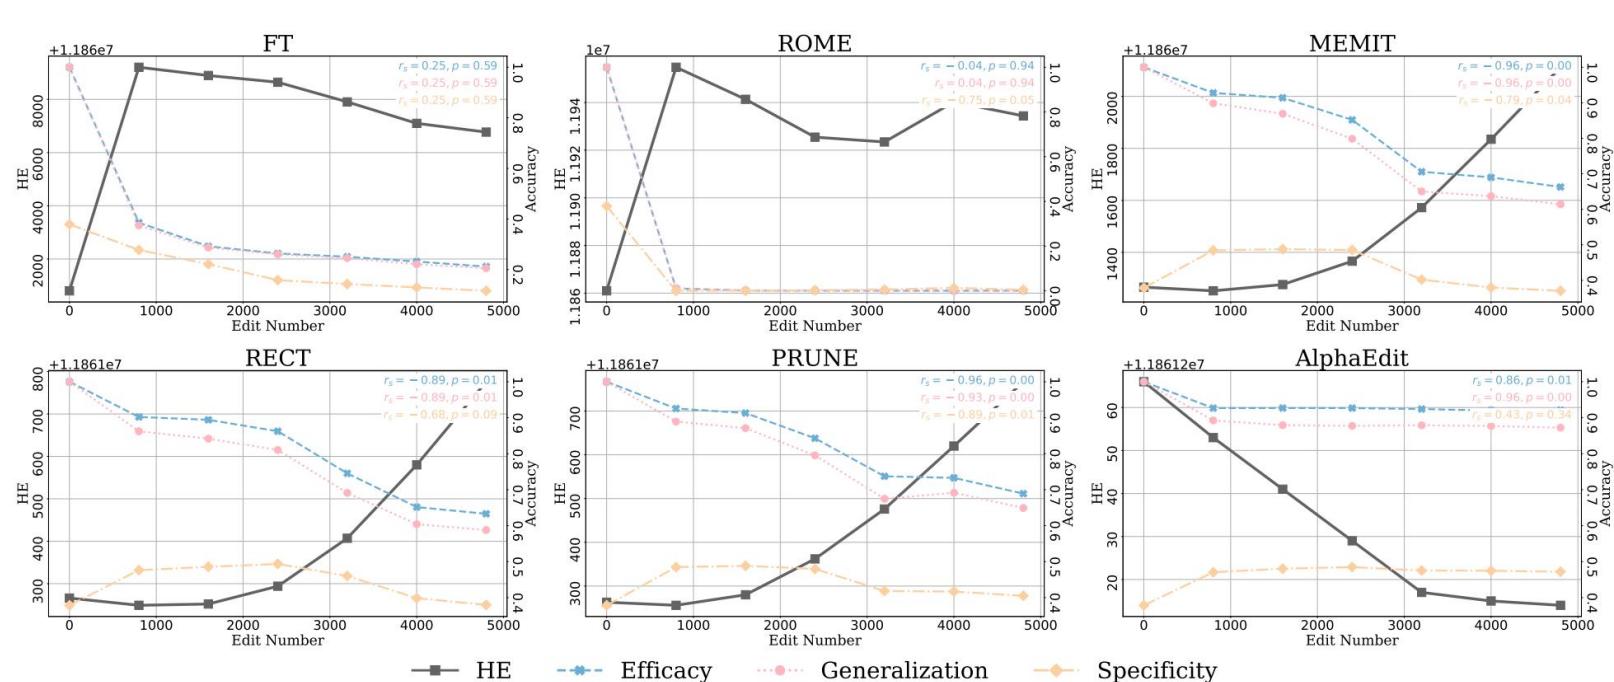 FT
+1.186e7
r_s = 0.25, p = 0.59
r_s = 0.25, p = 0.59
r_s = 0.25, p = 0.59
HE
8000
6000
4000
2000
1.0
0.8
0.6
0.4
0.2
Accuracy
0 1000 2000 3000 4000 5000
Edit Number
ROME
1e7
r_s = −0.04, p = 0.94
r_s = 0.04, p = 0.94
r_s = −0.75, p = 0.05
HE
1.194
1.192
1.190
1.188
1.186
1.0
0.8
0.6
0.4
0.2
0.0
Accuracy
0 1000 2000 3000 4000 5000
Edit Number
MEMIT
+1.186e7
r_s = −0.96, p = 0.00
r_s = −0.96, p = 0.00
r_s = −0.79, p = 0.04
HE
2000
1800
1600
1400
1.0
0.9
0.8
0.7
0.6
0.5
0.4
Accuracy
0 1000 2000 3000 4000 5000
Edit Number
RECT
+1.1861e7
r_s = −0.89, p = 0.01
r_s = −0.89, p = 0.01
r_s = −0.68, p = 0.09
HE
800
700
600
500
400
300
1.0
0.9
0.8
0.7
0.6
0.5
0.4
Accuracy
0 1000 2000 3000 4000 5000
Edit Number
PRUNE
+1.1861e7
r_s = −0.96, p = 0.00
r_s = −0.93, p = 0.00
r_s = −0.89, p = 0.01
HE
700
600
500
400
300
1.0
0.9
0.8
0.7
0.6
0.5
0.4
Accuracy
0 1000 2000 3000 4000 5000
Edit Number
AlphaEdit
+1.18612e7
r_s = 0.86, p = 0.01
r_s = 0.96, p = 0.00
r_s = 0.43, p = 0.34
HE
60
50
40
30
20
1.0
0.9
0.8
0.7
0.6
0.5
0.4
Accuracy
0 1000 2000 3000 4000 5000
Edit Number
HE Efficacy Generalization Specificity